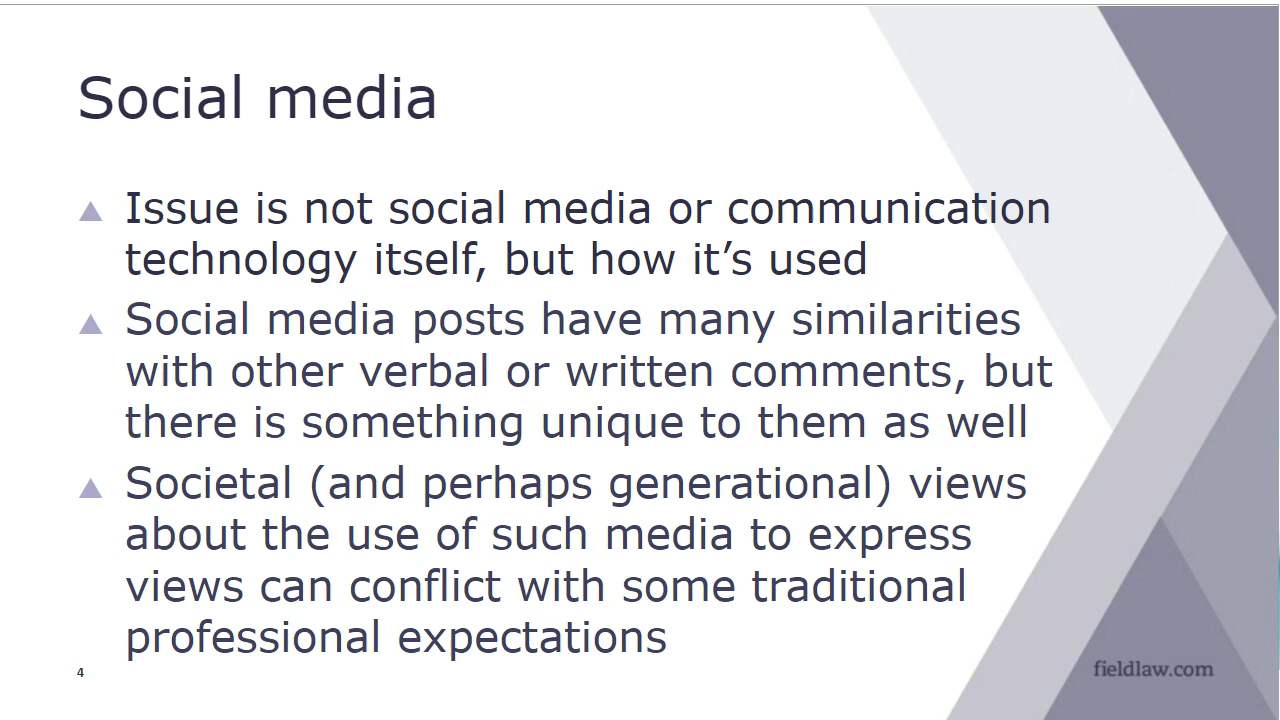 Social media
Issue is not social media or communication
technology itself, but how it’s used
Social media posts have many similarities
with other verbal or written comments, but
there is something unique to them as well
Societal (and perhaps generational) views
about the use of such media to express
views can conflict with some traditional
professional expectations
4
fieldlaw.com